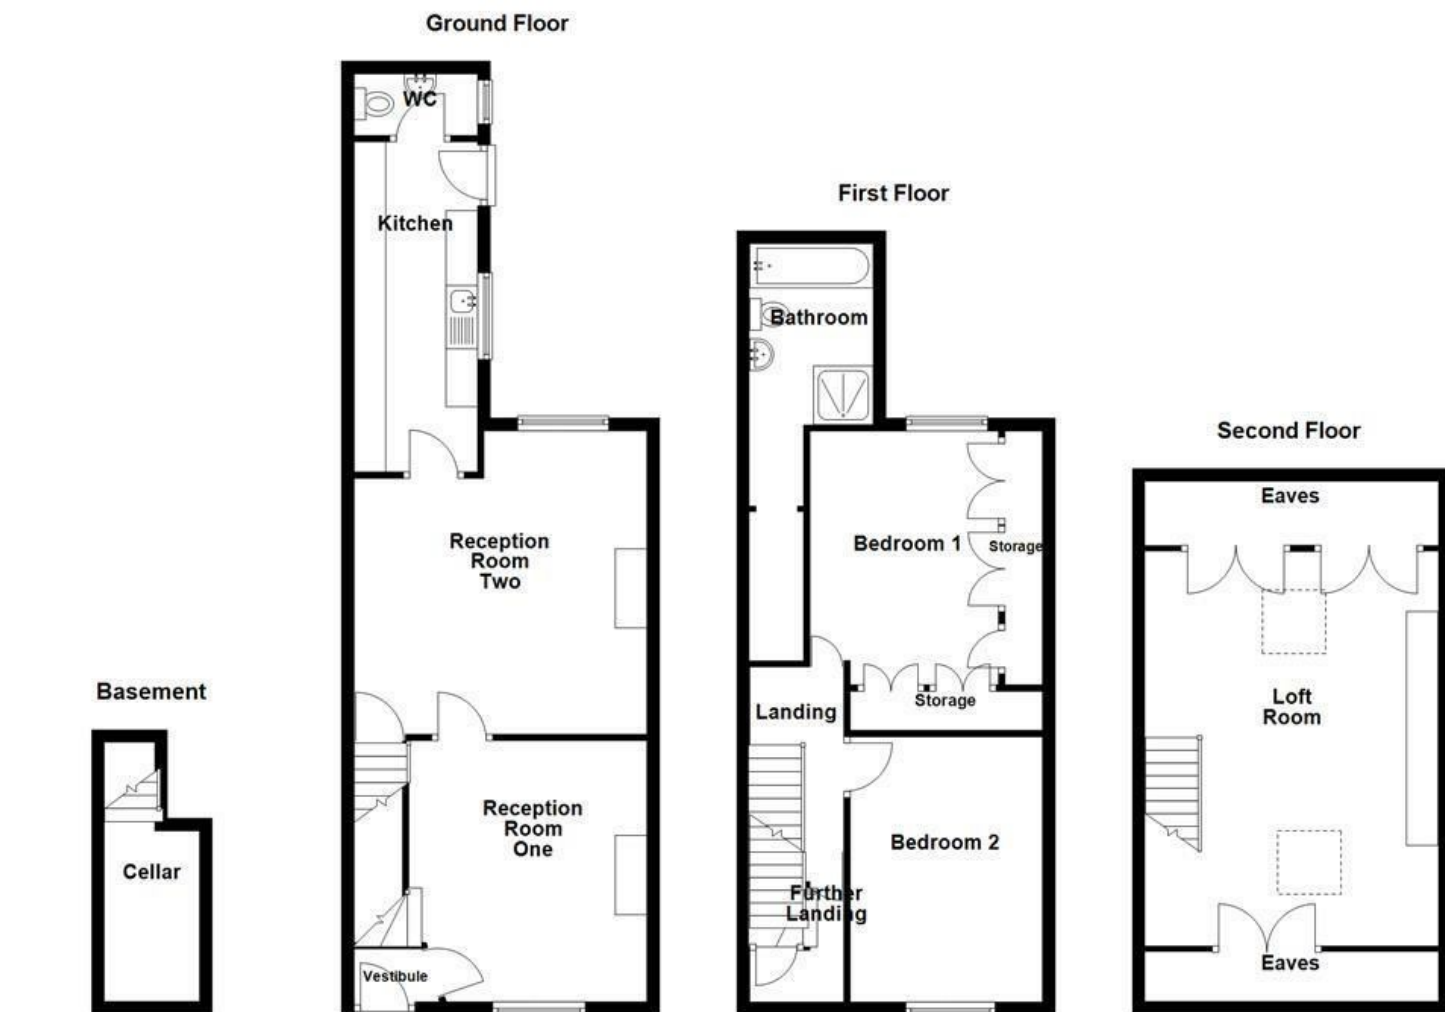 Ground Floor
WC
Kitchen
Reception
Room
Two
Reception
Room
One
Vestibule
First Floor
Bathroom
Bedroom 1
Storage
Storage
Landing
Bedroom 2
Further
Landing
Second Floor
Eaves
Loft
Room
Eaves
Basement
Cellar